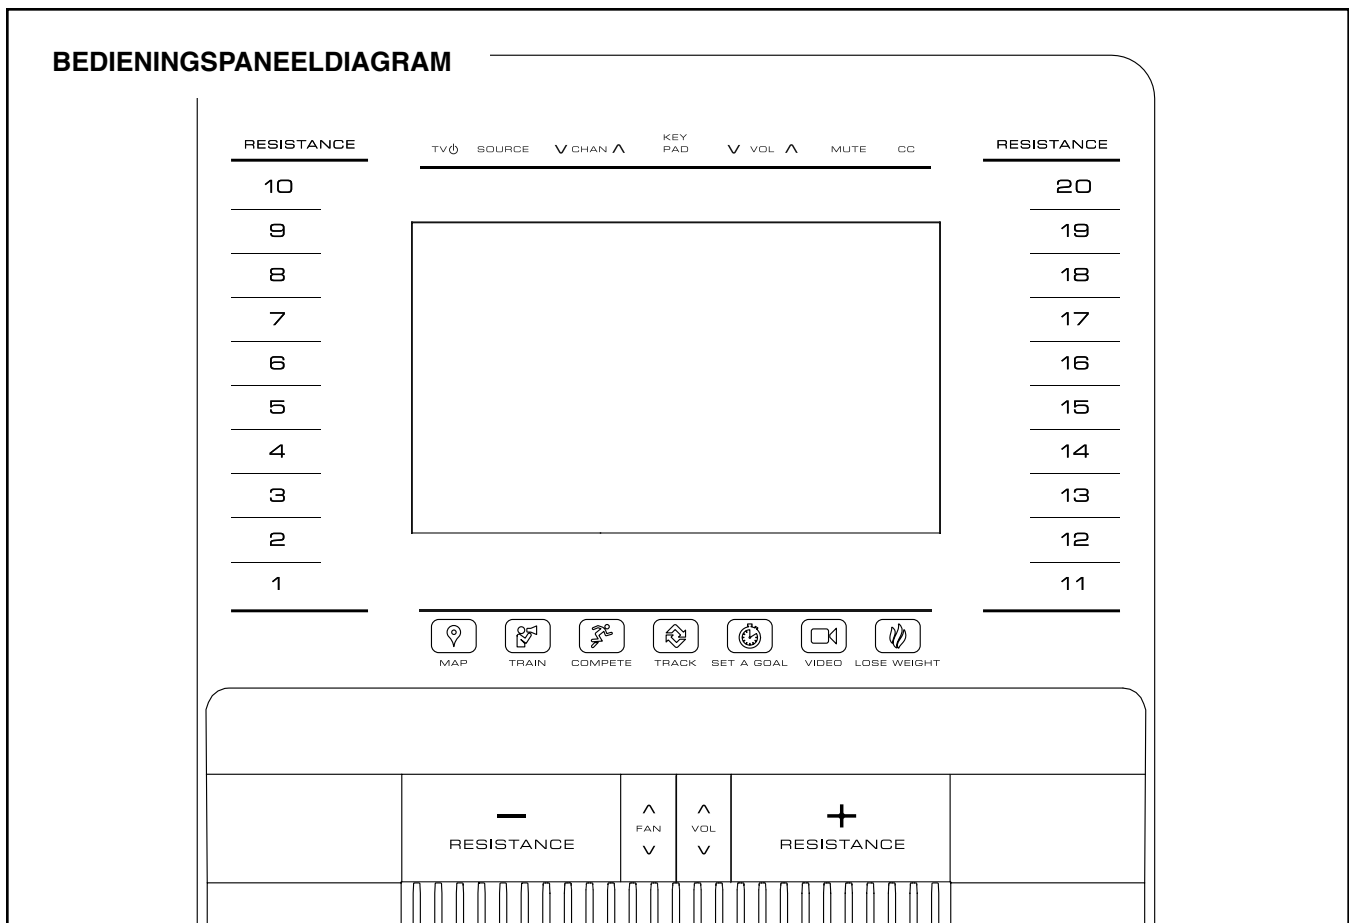 BEDIENINGSPANEELDIAGRAM
RESISTANCE
10
9
8
7
6
5
4
3
2
1
TV SOURCE CHAN KEY PAD VOL MUTE CC
RESISTANCE
20
19
18
17
16
15
14
13
12
11
MAP TRAIN COMPETE TRACK SET A GOAL VIDEO LOSE WEIGHT
− RESISTANCE
FAN
VOL
+ RESISTANCE